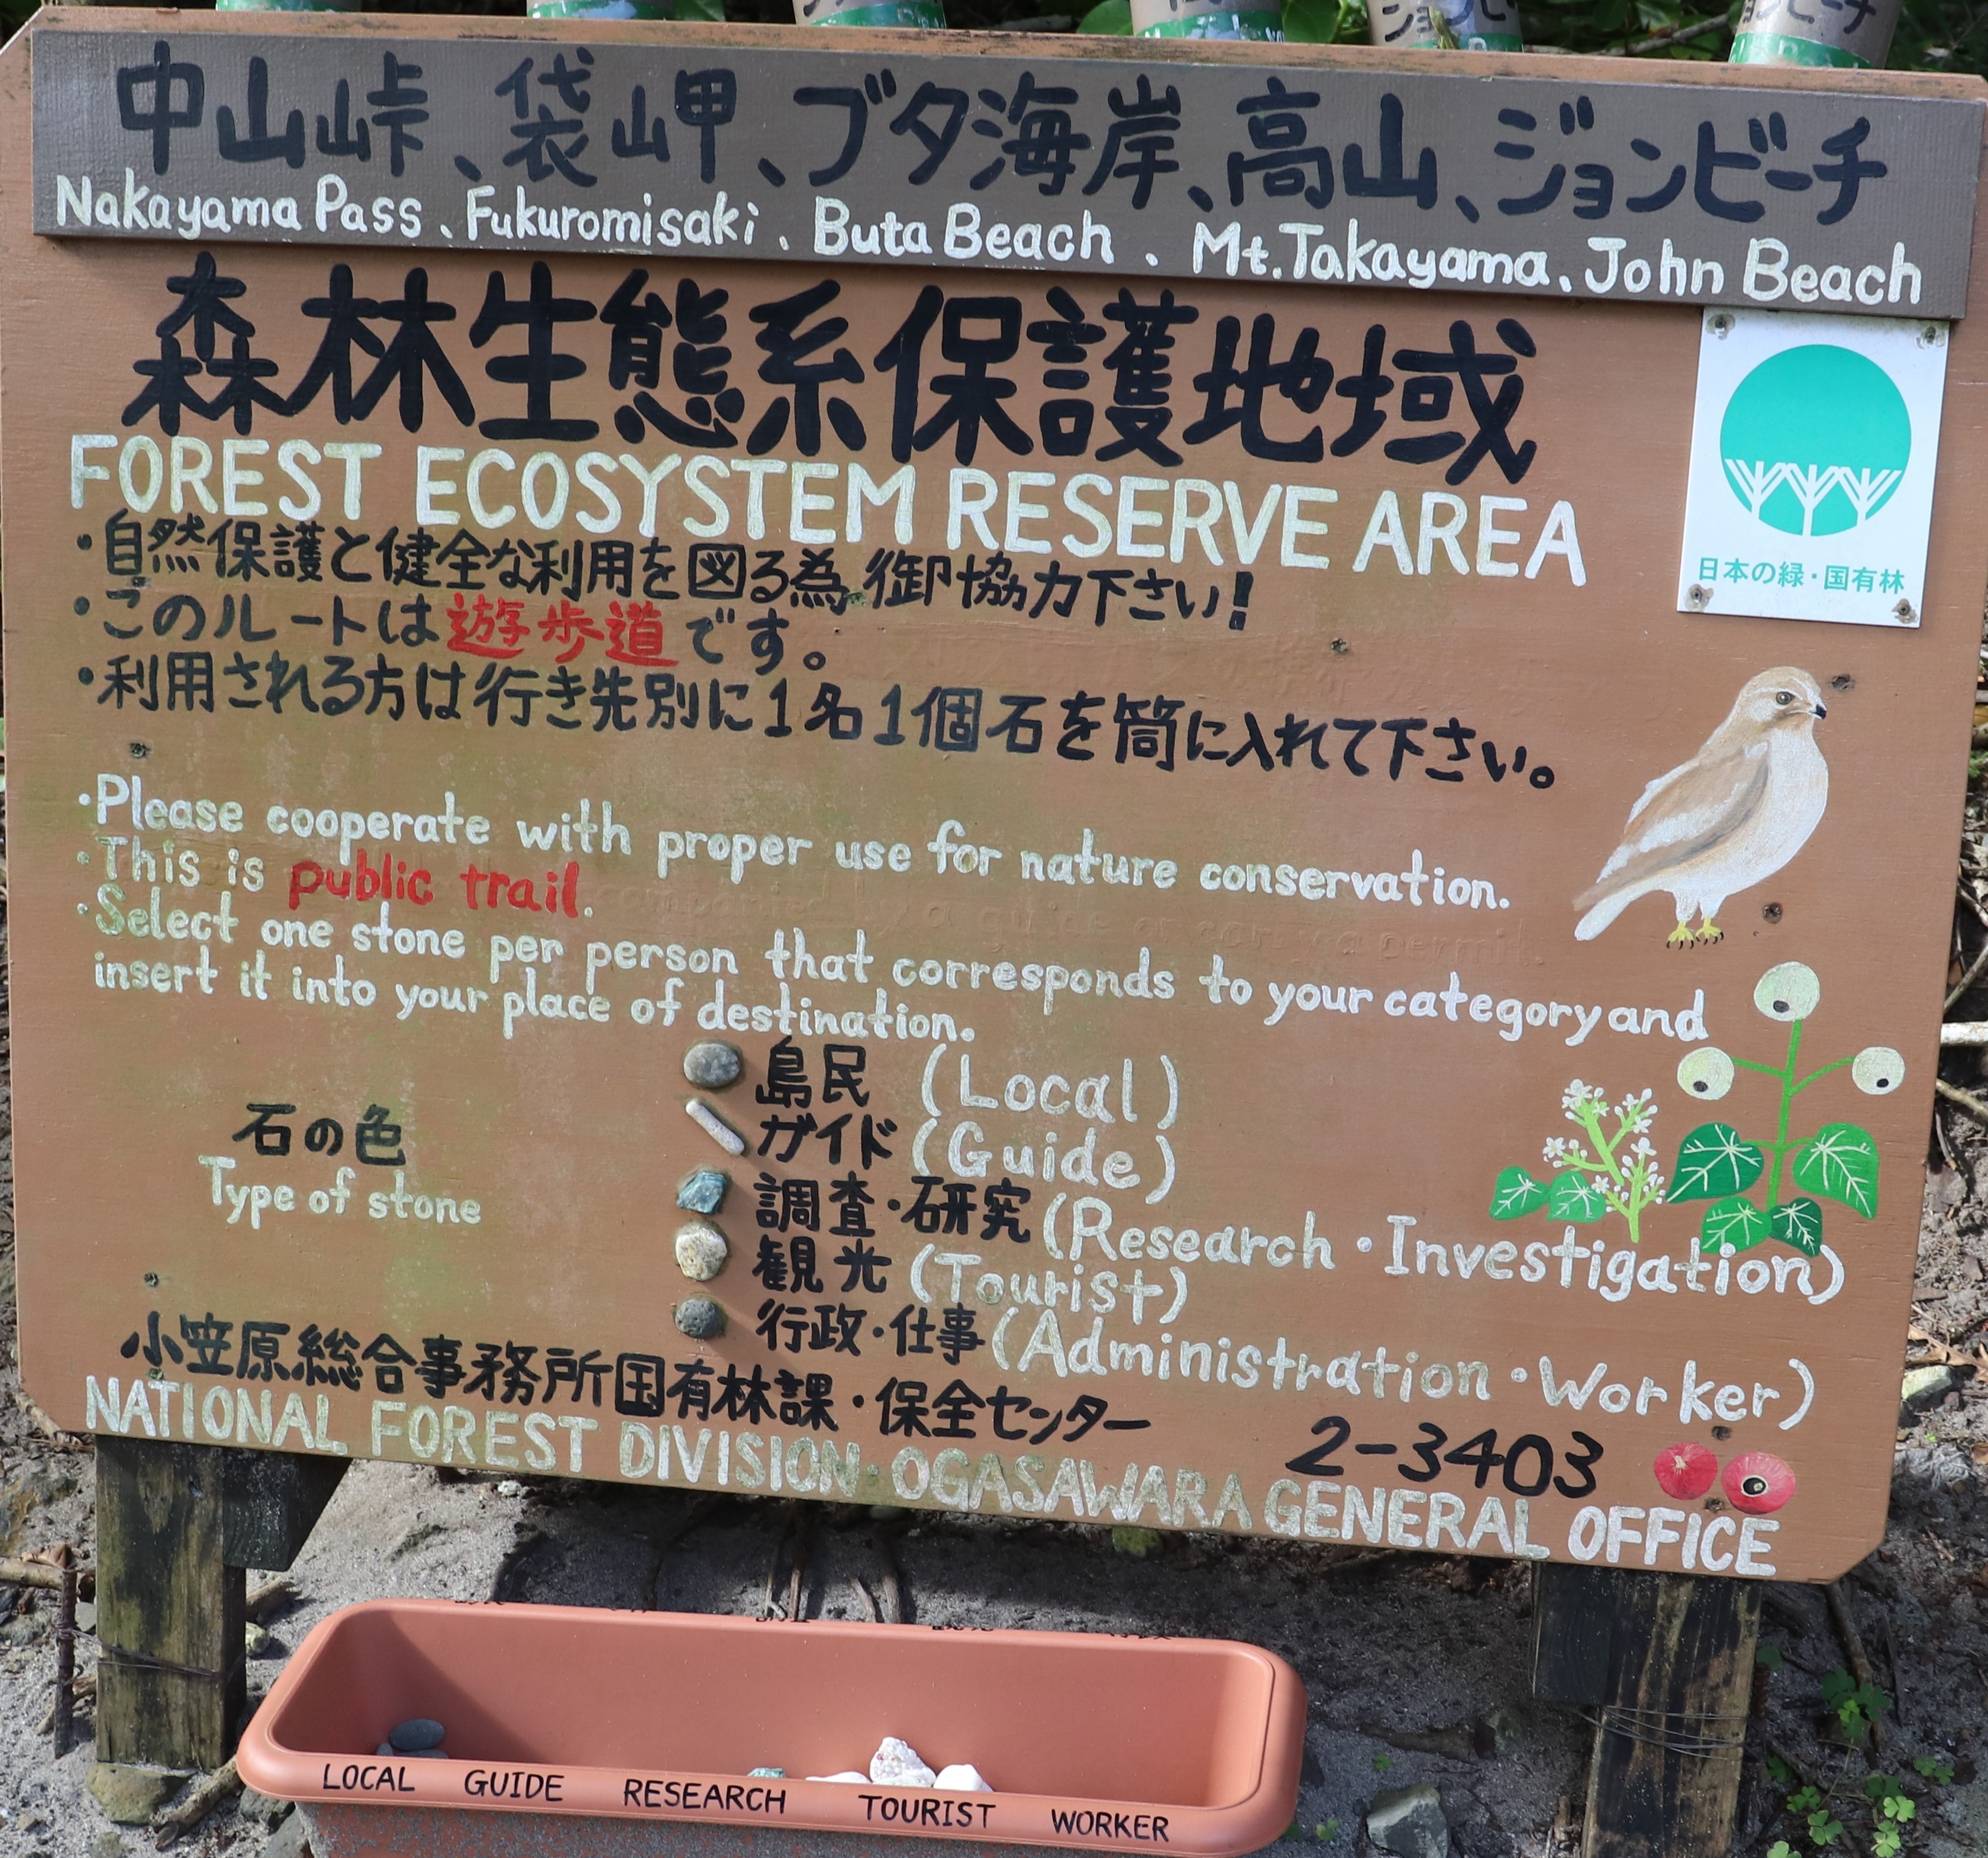 ジョンビーチ
中山峠、袋岬、ブタ海岸、高山、ジョンビーチ
Nakayama Pass、Fukuromisaki、Buta Beach、Mt.Takayama、John Beach
森林生態系保護地域
FOREST ECOSYSTEM RESERVE AREA
日本の緑・国有林
・自然保護と健全な利用を図る為 御協力下さい!
・このルートは遊歩道です。
・利用される方は行き先別に1名1個石を筒に入れて下さい。
・Please cooperate with proper use for nature conservation.
・This is public trail.
・Select one stone per person that corresponds to your category and
insert it into your place of destination.
石の色
Type of stone
島民 (Local)
ガイド (Guide)
調査・研究 (Research・Investigation)
観光 (Tourist)
行政・仕事 (Administration・Worker)
小笠原総合事務所国有林課・保全センター
2-3403
NATIONAL FOREST DIVISION・OGASAWARA GENERAL OFFICE
LOCAL GUIDE RESEARCH TOURIST WORKER